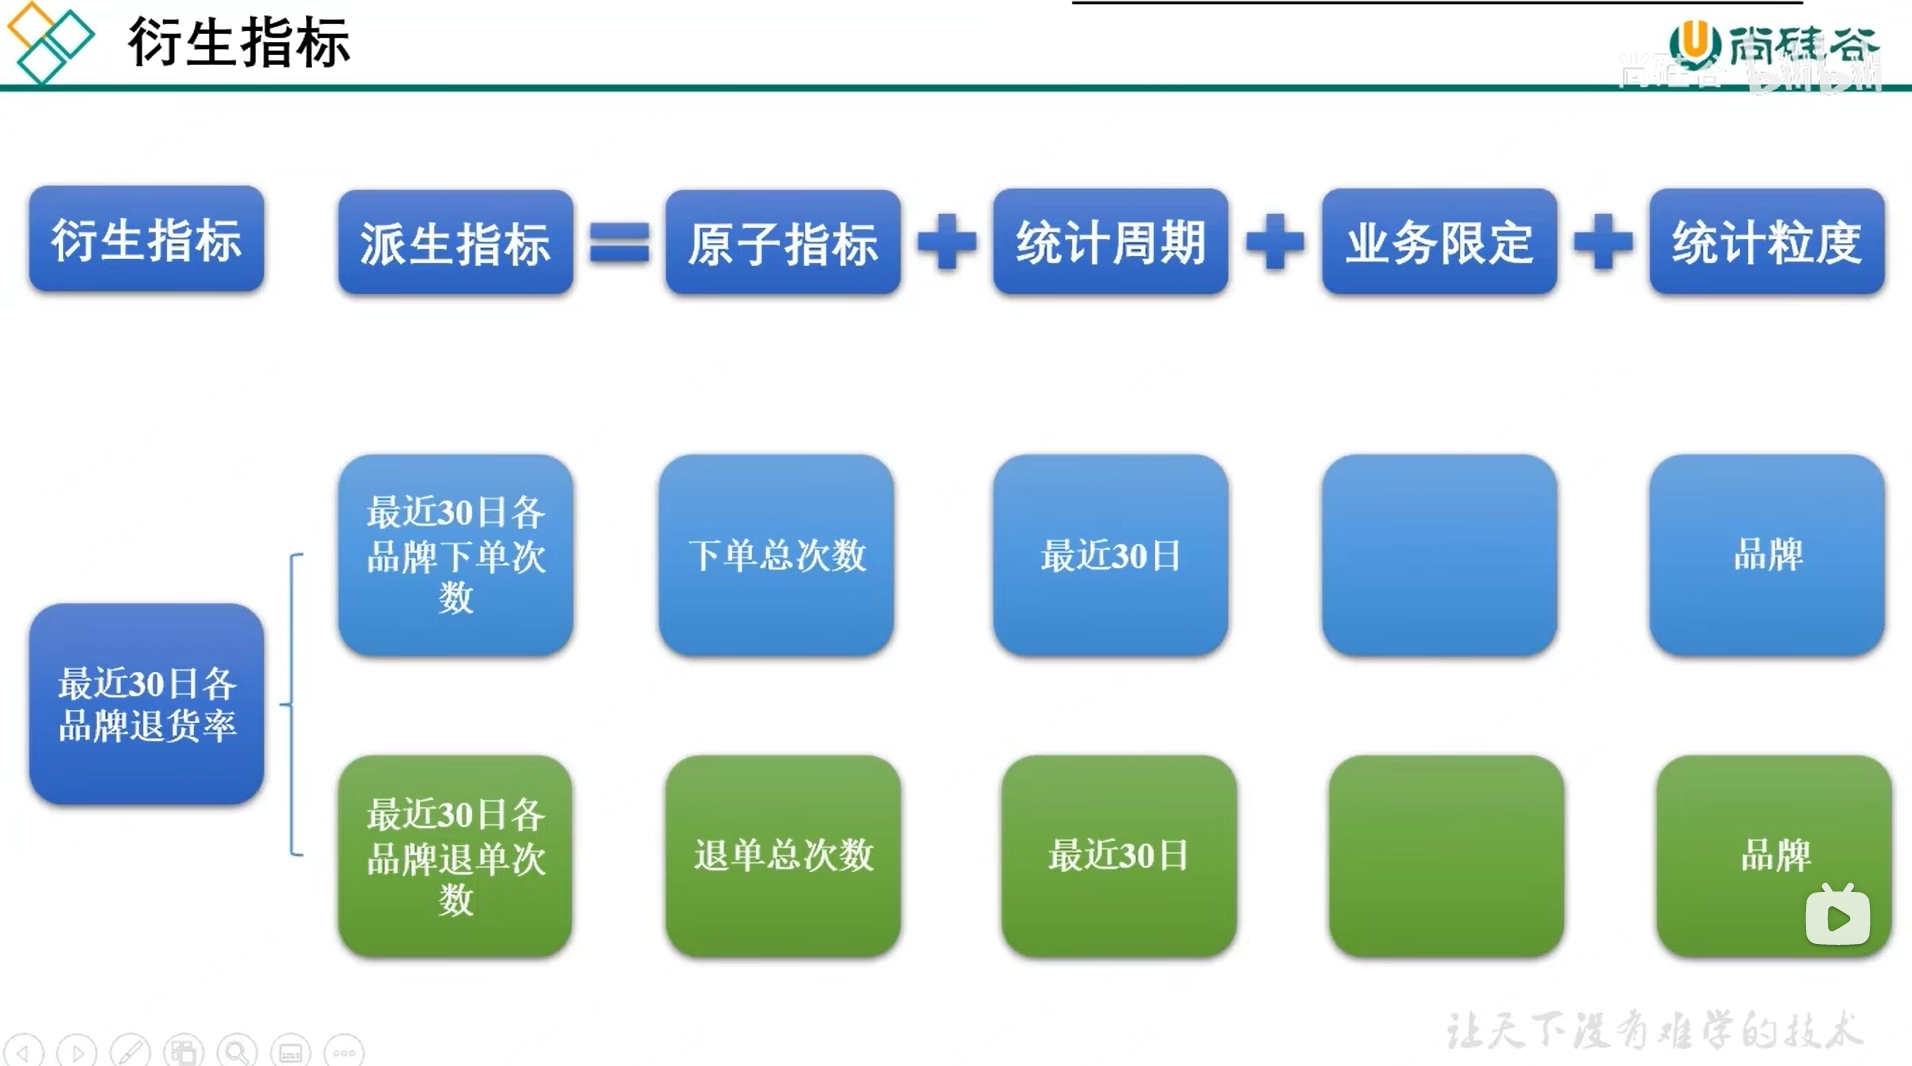 衍生指标
尚硅谷
尚硅谷 bilibili
衍生指标
派生指标
=
原子指标
+
统计周期
+
业务限定
+
统计粒度
最近30日各
品牌退货率
最近30日各
品牌下单次
数
下单总次数
最近30日
品牌
最近30日各
品牌退单次
数
退单总次数
最近30日
品牌
让天下没有难学的技术